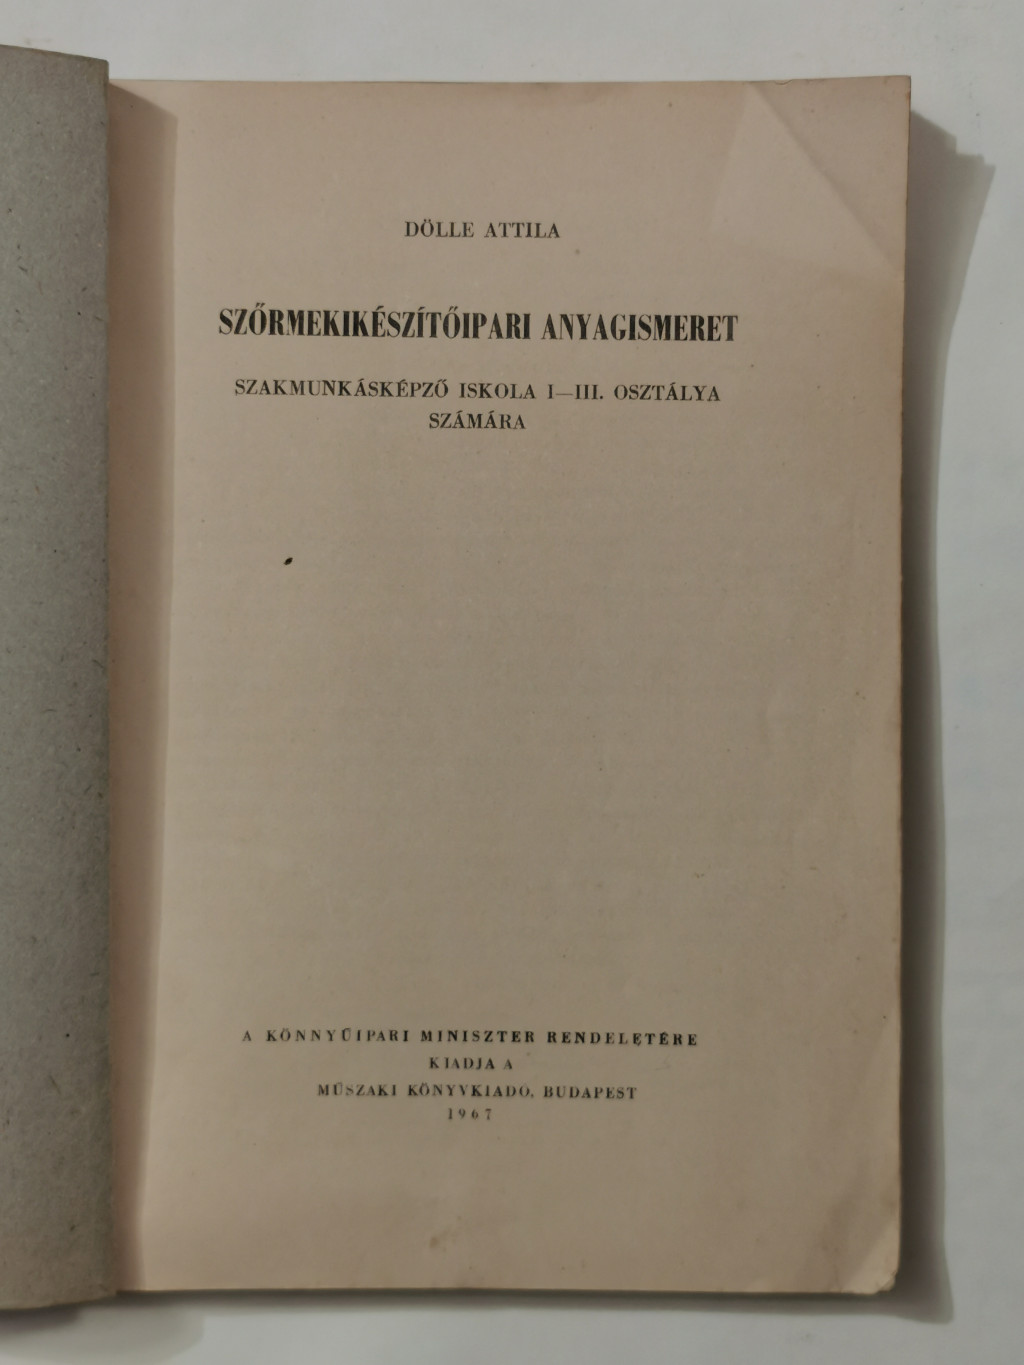 DÖLLE ATTILA
SZŐRMEKIKÉSZÍTŐIPARI ANYAGISMERET
SZAKMUNKÁSKÉPZŐ ISKOLA I—III. OSZTÁLYA
SZÁMÁRA
A KÖNNYŰIPARI MINISZTER RENDELETÉRE
KIADJA A
MŰSZAKI KÖNYVKIADÓ, BUDAPEST
1967